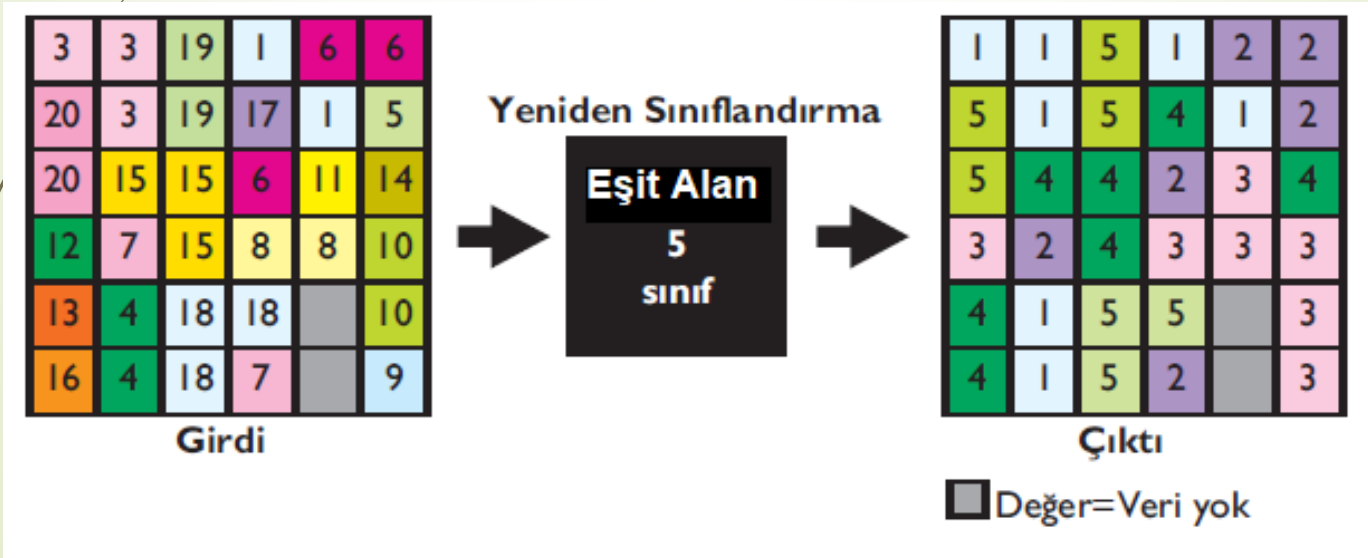 3 3 19 1 6 6
20 3 19 17 1 5
20 15 15 6 11 14
12 7 15 8 8 10
13 4 18 18 10
16 4 18 7 9
Girdi
Yeniden Sınıflandırma
Eşit Alan
5
sınıf
1 1 5 1 2 2
5 1 5 4 1 2
5 4 4 2 3 4
3 2 4 3 3 3
4 1 5 5 3
4 1 5 2 3
Çıktı
Değer=Veri yok